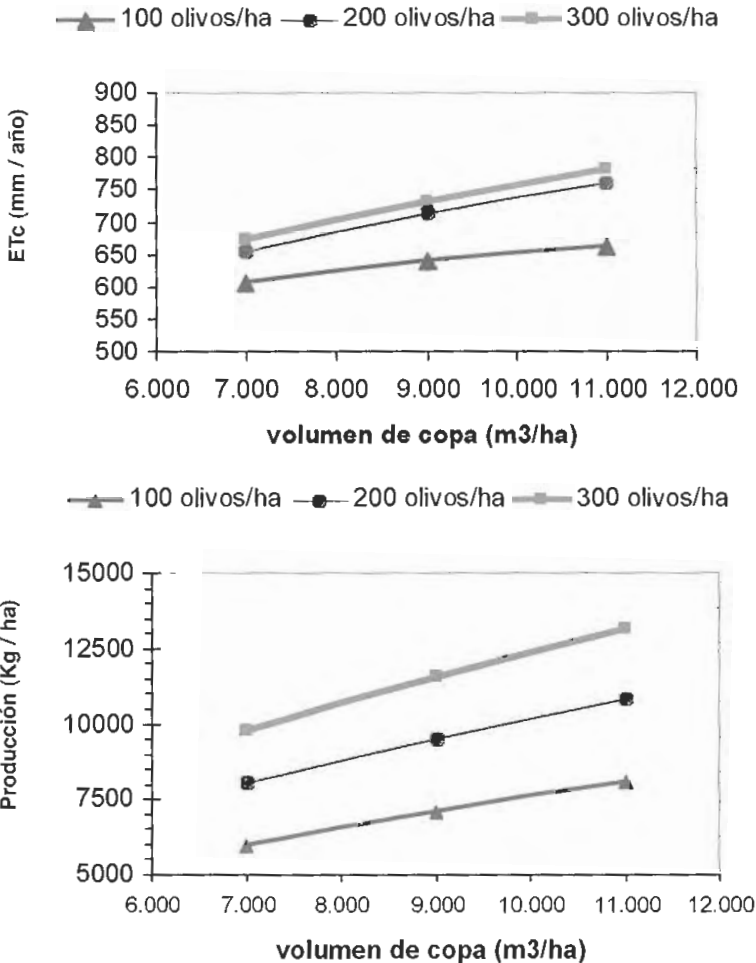 100 olivos/ha 200 olivos/ha 300 olivos/ha
ETc (mm / año)
900
850
800
750
700
650
600
550
500
6.000 7.000 8.000 9.000 10.000 11.000 12.000
volumen de copa (m3/ha)
100 olivos/ha 200 olivos/ha 300 olivos/ha
Producción (Kg / ha)
15000
12500
10000
7500
5000
6.000 7.000 8.000 9.000 10.000 11.000 12.000
volumen de copa (m3/ha)